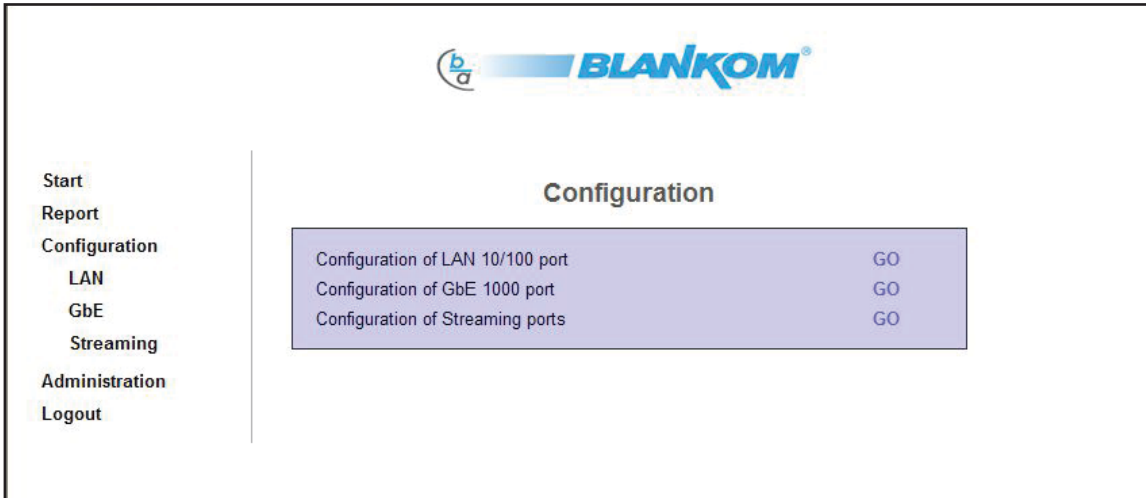 b
a
BLANKOM®
Start
Report
Configuration
LAN
GbE
Streaming
Administration
Logout
Configuration
Configuration of LAN 10/100 port GO
Configuration of GbE 1000 port GO
Configuration of Streaming ports GO